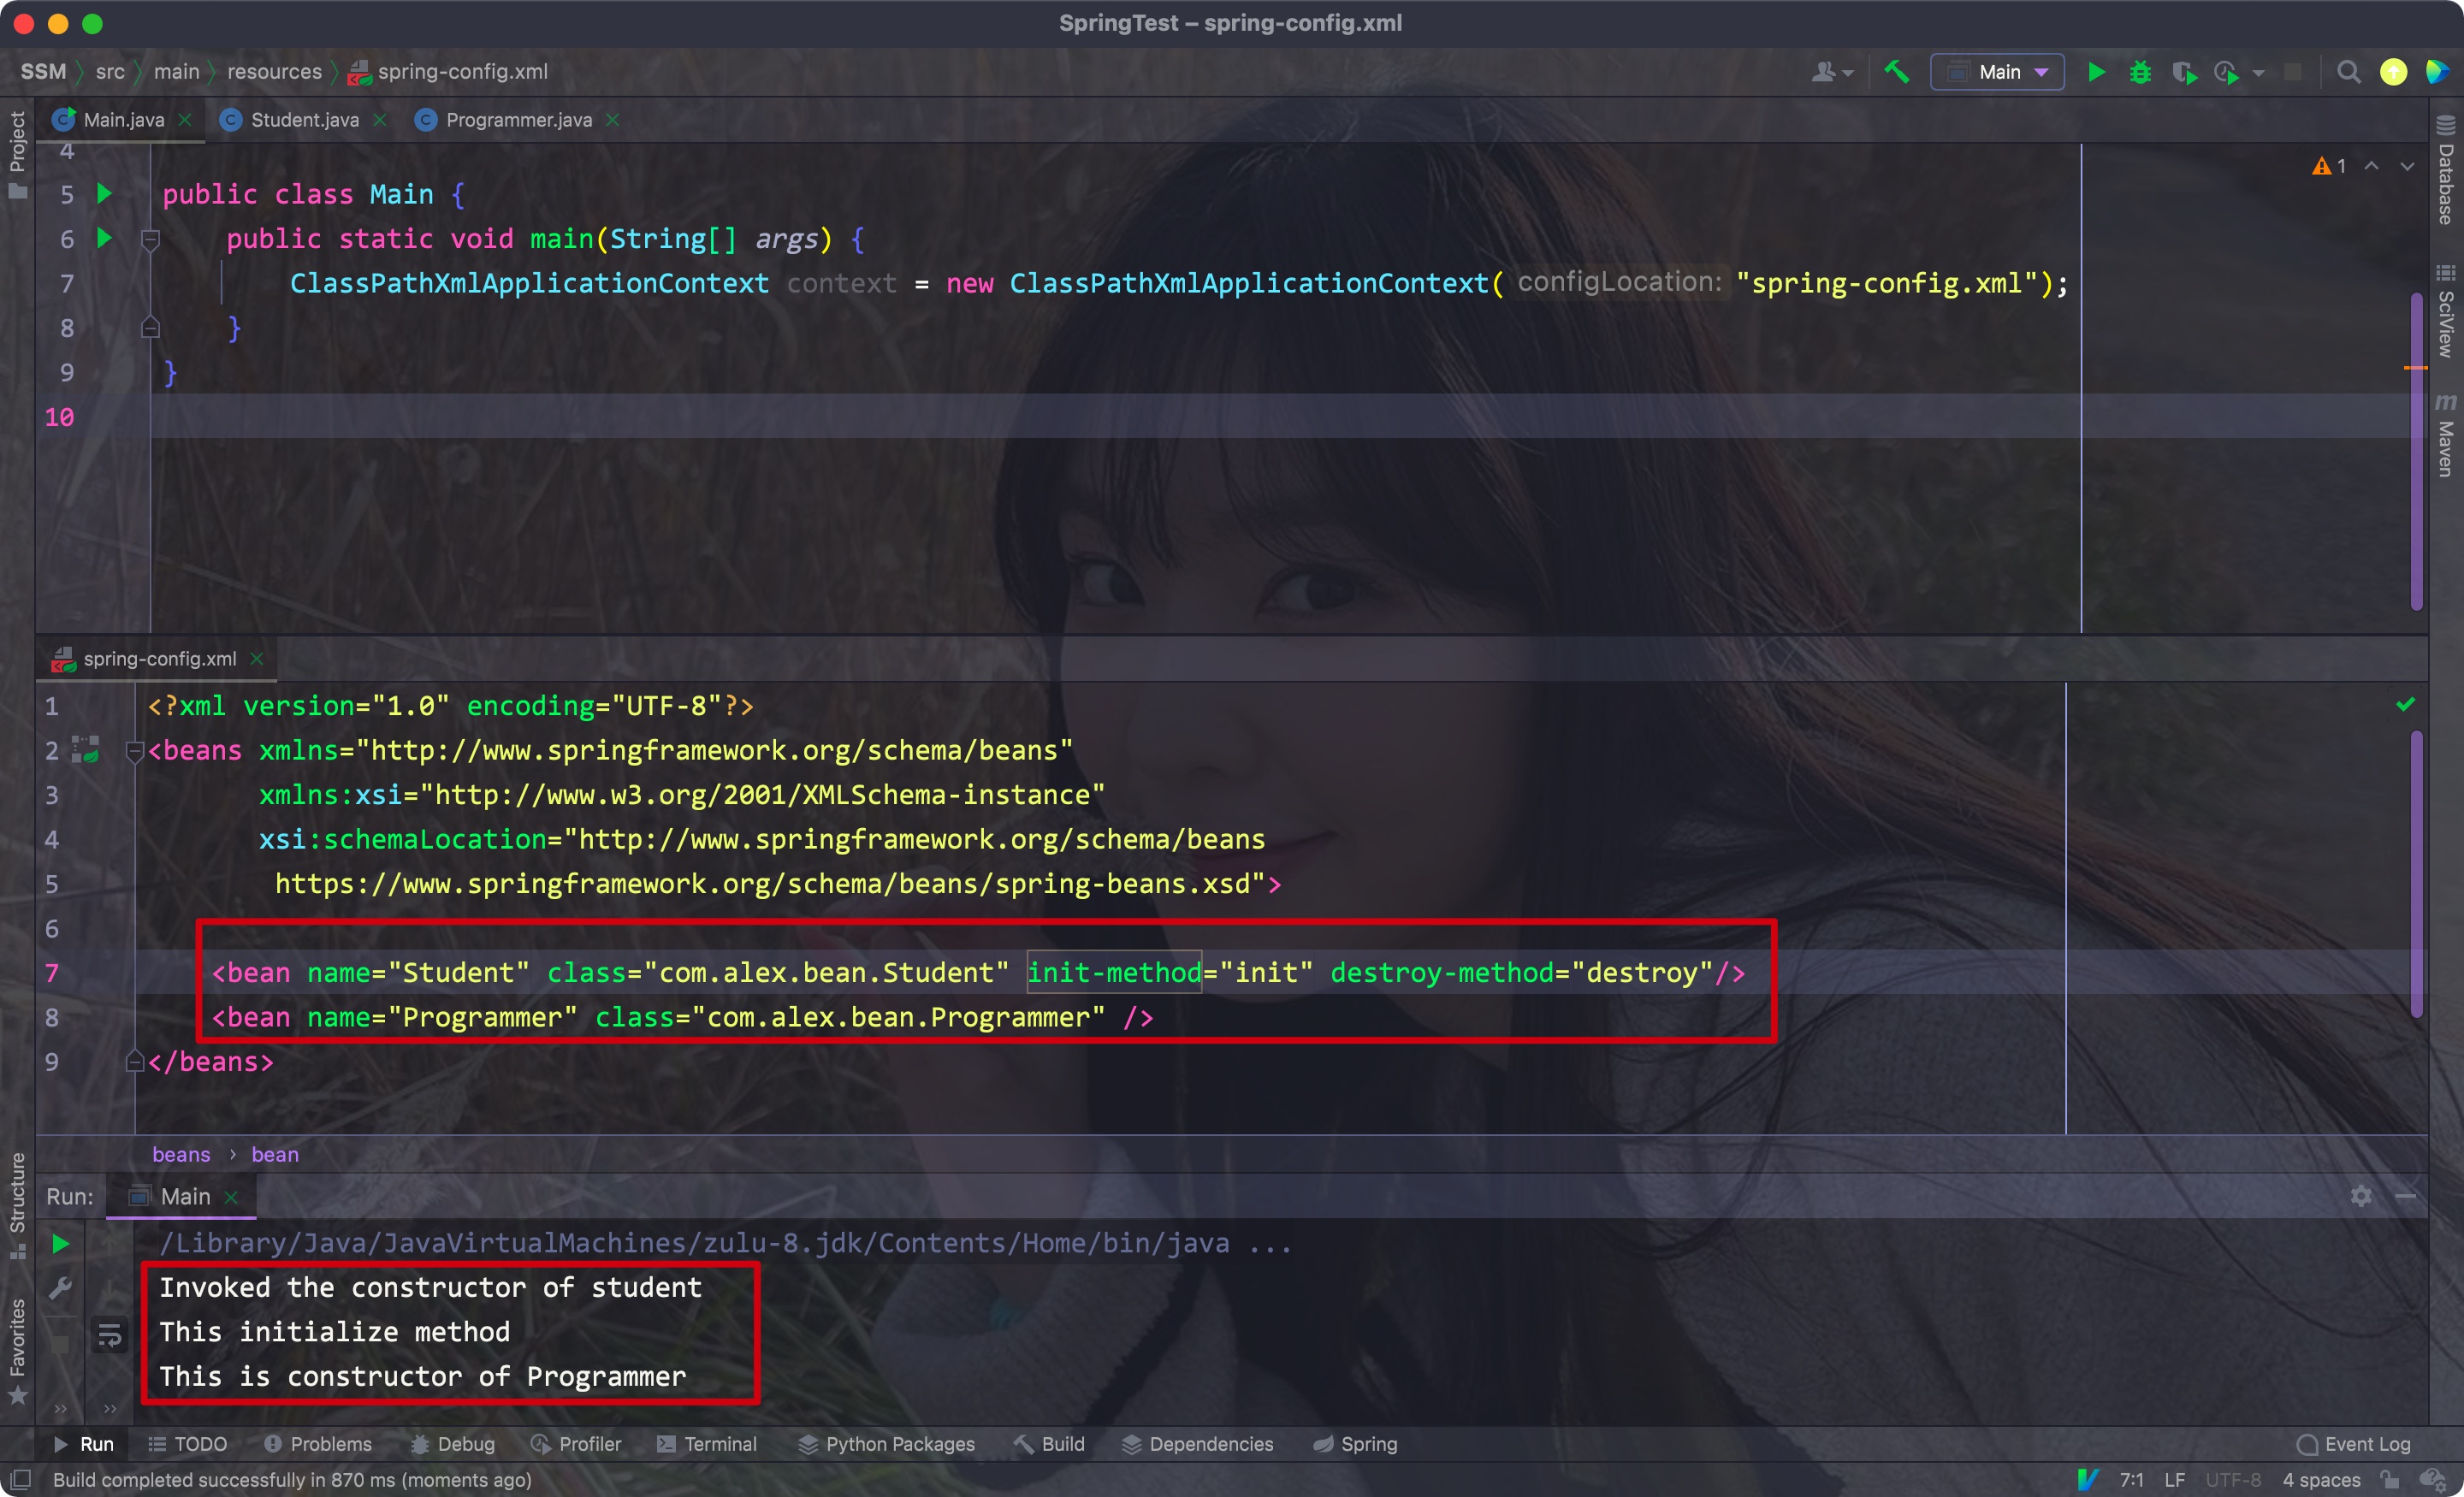 SpringTest – spring-config.xml
SSM src main resources spring-config.xml
Main
Project
Main.java
Student.java
Programmer.java
4
1
5 public class Main {
6 public static void main(String[] args) {
7 ClassPathXmlApplicationContext context = new ClassPathXmlApplicationContext( configLocation: "spring-config.xml");
8 }
9 }
10
Database
SciView
m Maven
spring-config.xml
1 <?xml version="1.0" encoding="UTF-8"?>
2 <beans xmlns="http://www.springframework.org/schema/beans"
3 xmlns:xsi="http://www.w3.org/2001/XMLSchema-instance"
4 xsi:schemaLocation="http://www.springframework.org/schema/beans
5 https://www.springframework.org/schema/beans/spring-beans.xsd">
6
7 <bean name="Student" class="com.alex.bean.Student" init-method="init" destroy-method="destroy"/>
8 <bean name="Programmer" class="com.alex.bean.Programmer" />
9 </beans>
beans › bean
Structure
Favorites
Run: Main
/Library/Java/JavaVirtualMachines/zulu-8.jdk/Contents/Home/bin/java ...
Invoked the constructor of student
This initialize method
This is constructor of Programmer
Run TODO Problems Debug Profiler Terminal Python Packages Build Dependencies Spring Event Log
Build completed successfully in 870 ms (moments ago) 7:1 LF UTF-8 4 spaces